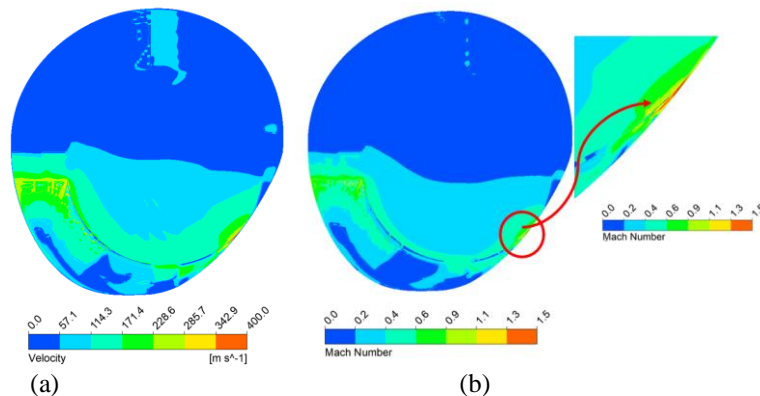 0.0 0.2 0.4 0.6 0.9 1.1 1.3 1.5
Mach Number
0.0 57.1 114.3 171.4 228.6 285.7 342.9 400.0
Velocity [m s^-1]
0.0 0.2 0.4 0.6 0.9 1.1 1.3 1.5
Mach Number
(a) (b)